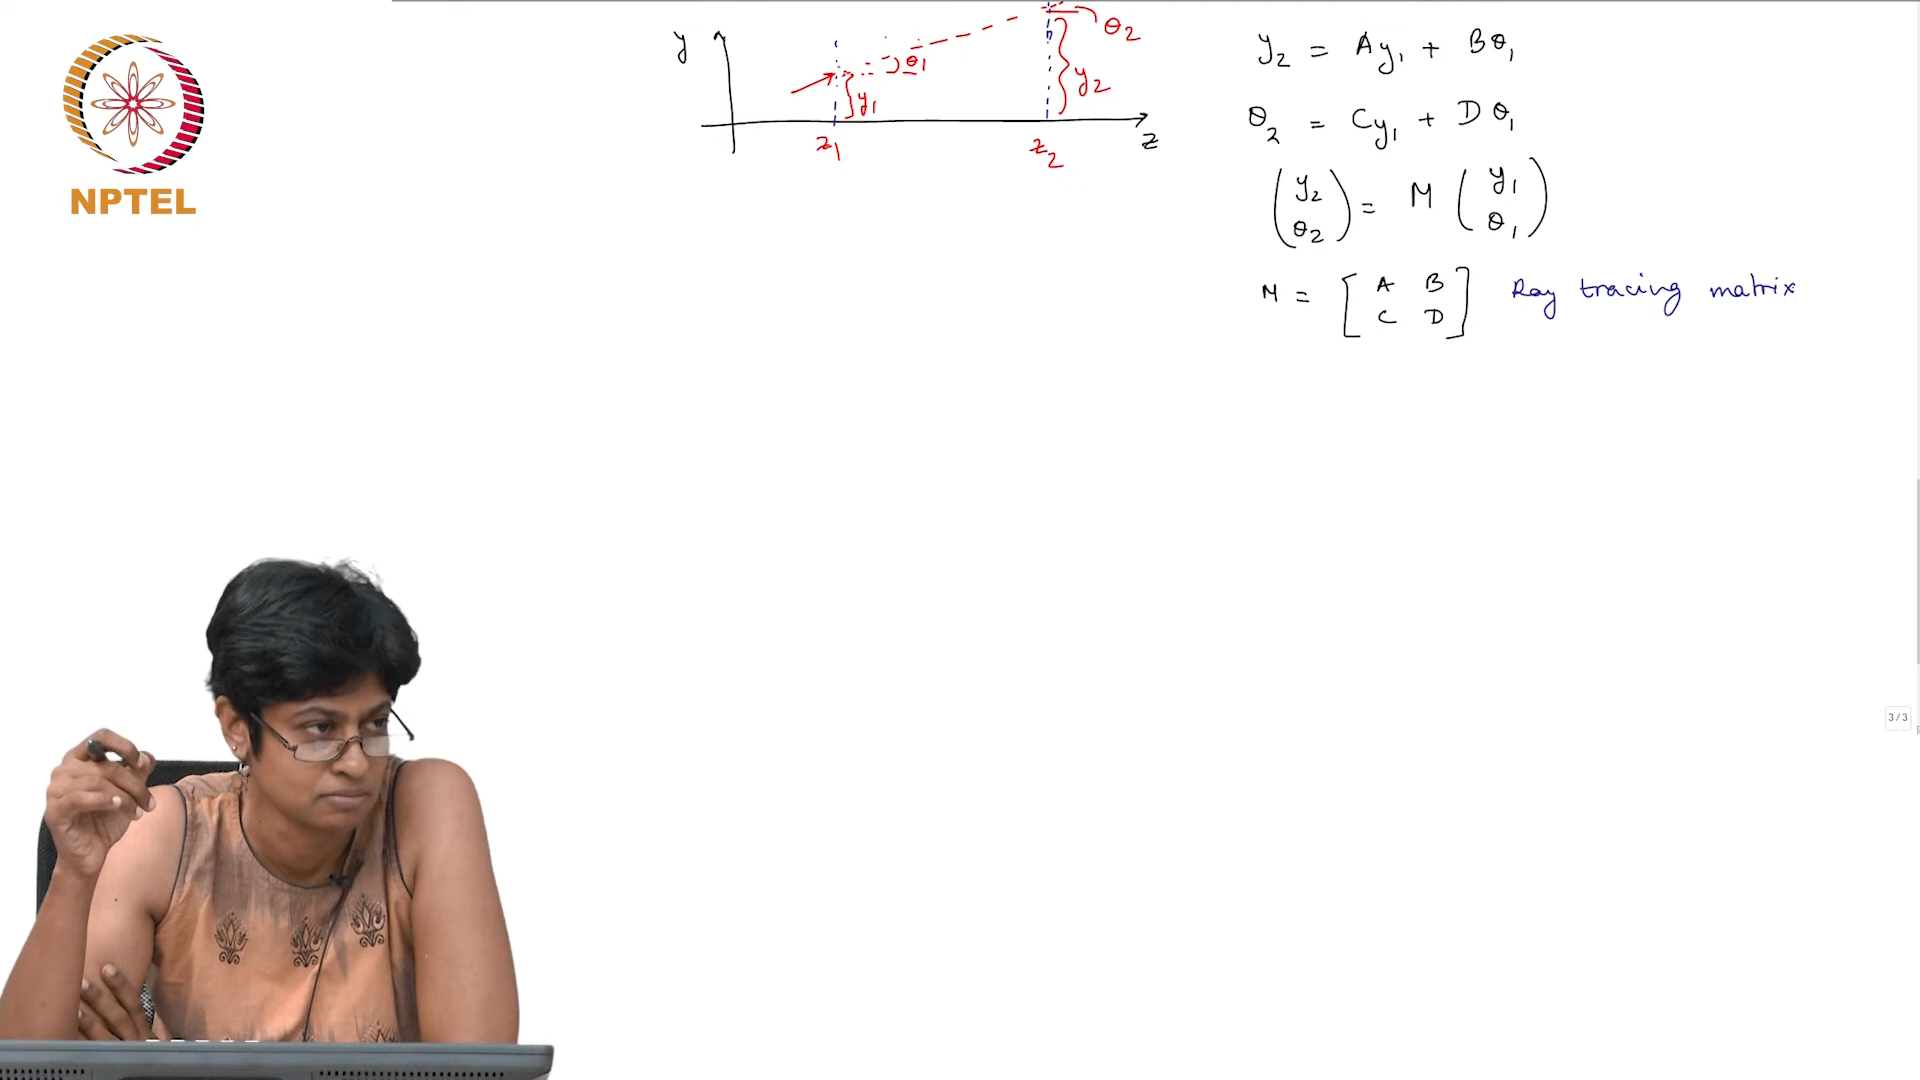 NPTEL
y
θ₁
y₁
θ₂
y₂
z₁
z₂
z
y₂ = Ay₁ + Bθ₁
θ₂ = Cy₁ + Dθ₁
(y₂ θ₂) = M (y₁ θ₁)
M = [A B
C D] Ray tracing matrix
3/3